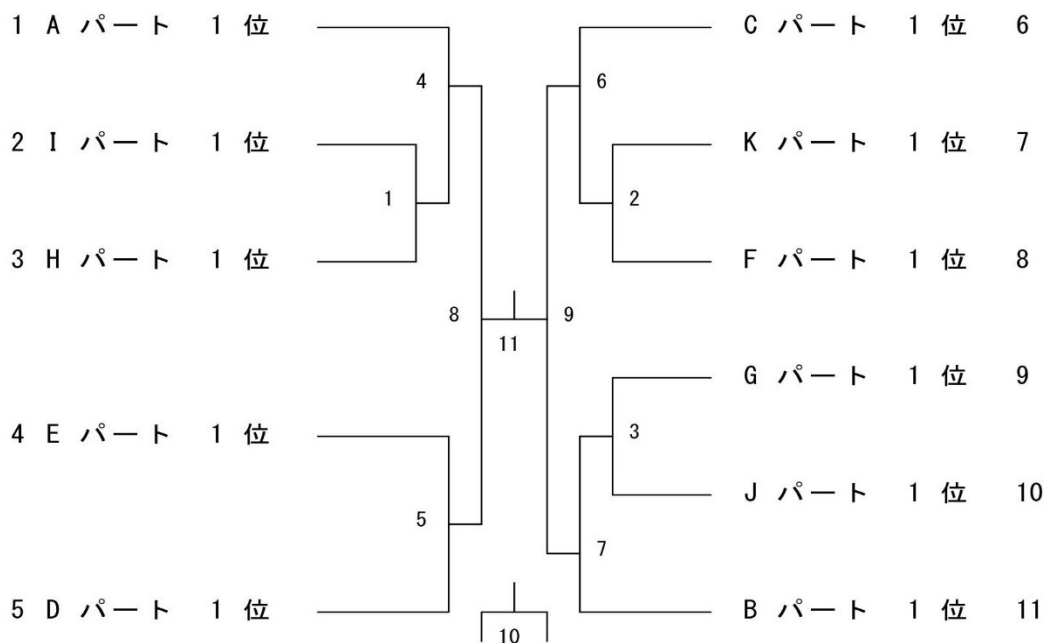 1 A パート 1 位
C パート 1 位 6
4
6
2 I パート 1 位
K パート 1 位 7
1
2
3 H パート 1 位
F パート 1 位 8
8
9
11
G パート 1 位 9
4 E パート 1 位
3
J パート 1 位 10
5
7
5 D パート 1 位
B パート 1 位 11
10